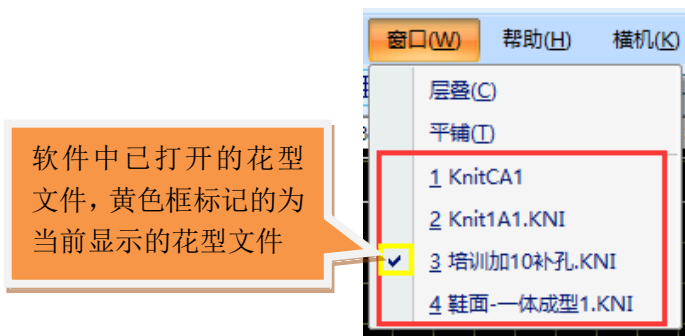 窗口(W) 帮助(H) 横机(K)
层叠(C)
平铺(T)
1 KnitCA1
2 Knit1A1.KNI
3 培训加10补孔.KNI
4 鞋面-一体成型1.KNI
软件中已打开的花型
文件，黄色框标记的为
当前显示的花型文件